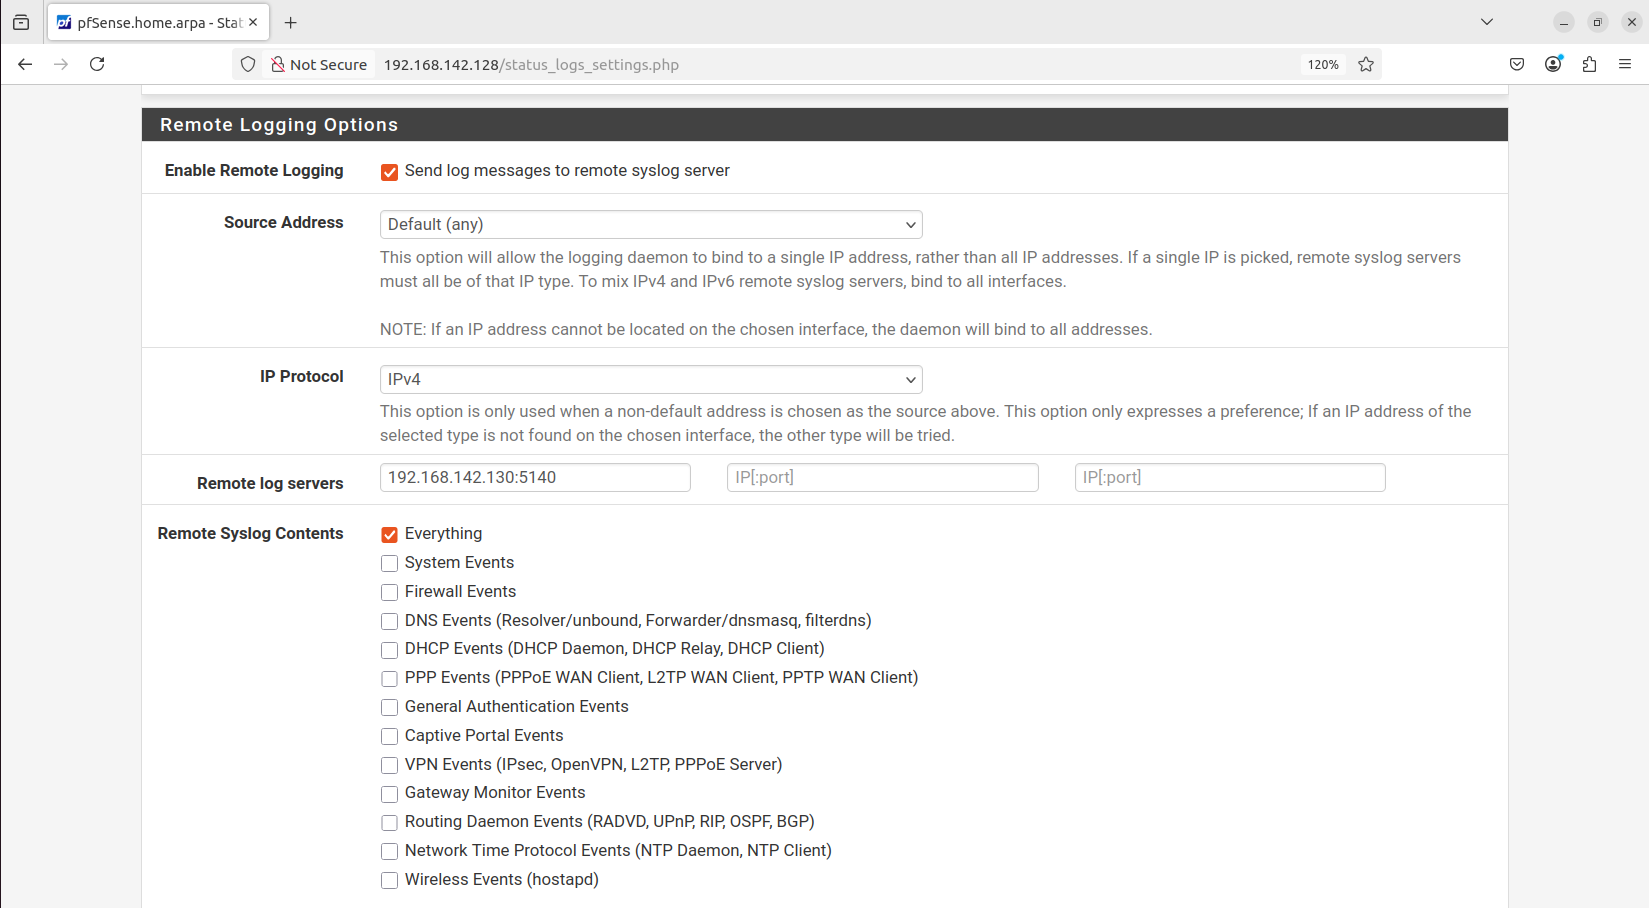 pfSense.home.arpa - Stat
Not Secure 192.168.142.128/status_logs_settings.php 120%
Remote Logging Options
Enable Remote Logging Send log messages to remote syslog server
Source Address Default (any)
This option will allow the logging daemon to bind to a single IP address, rather than all IP addresses. If a single IP is picked, remote syslog servers
must all be of that IP type. To mix IPv4 and IPv6 remote syslog servers, bind to all interfaces.
NOTE: If an IP address cannot be located on the chosen interface, the daemon will bind to all addresses.
IP Protocol IPv4
This option is only used when a non-default address is chosen as the source above. This option only expresses a preference; If an IP address of the
selected type is not found on the chosen interface, the other type will be tried.
Remote log servers 192.168.142.130:5140 IP[:port] IP[:port]
Remote Syslog Contents Everything
System Events
Firewall Events
DNS Events (Resolver/unbound, Forwarder/dnsmasq, filterdns)
DHCP Events (DHCP Daemon, DHCP Relay, DHCP Client)
PPP Events (PPPoE WAN Client, L2TP WAN Client, PPTP WAN Client)
General Authentication Events
Captive Portal Events
VPN Events (IPsec, OpenVPN, L2TP, PPPoE Server)
Gateway Monitor Events
Routing Daemon Events (RADVD, UPnP, RIP, OSPF, BGP)
Network Time Protocol Events (NTP Daemon, NTP Client)
Wireless Events (hostapd)